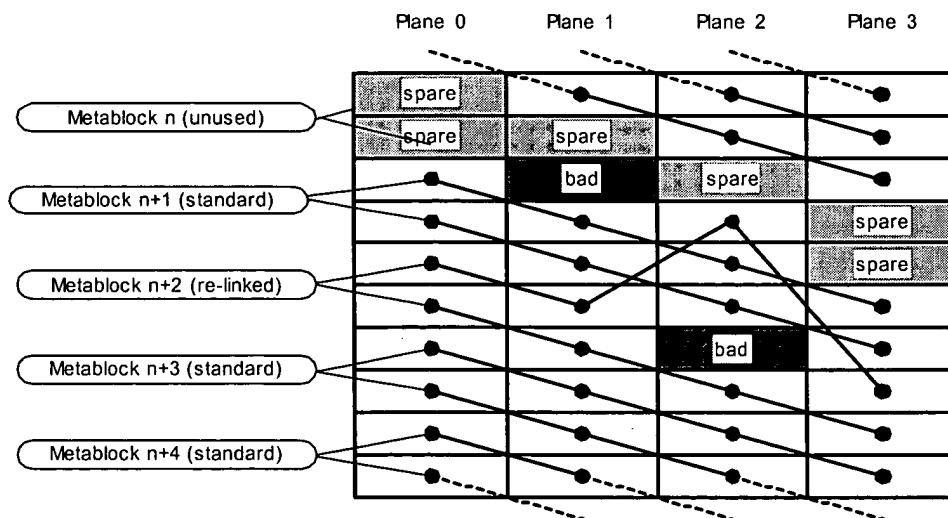 Plane 0 Plane 1 Plane 2 Plane 3
spare
Metablock n (unused)
spare spare
bad spare
Metablock n+1 (standard)
spare
spare
Metablock n+2 (re-linked)
bad
Metablock n+3 (standard)
Metablock n+4 (standard)